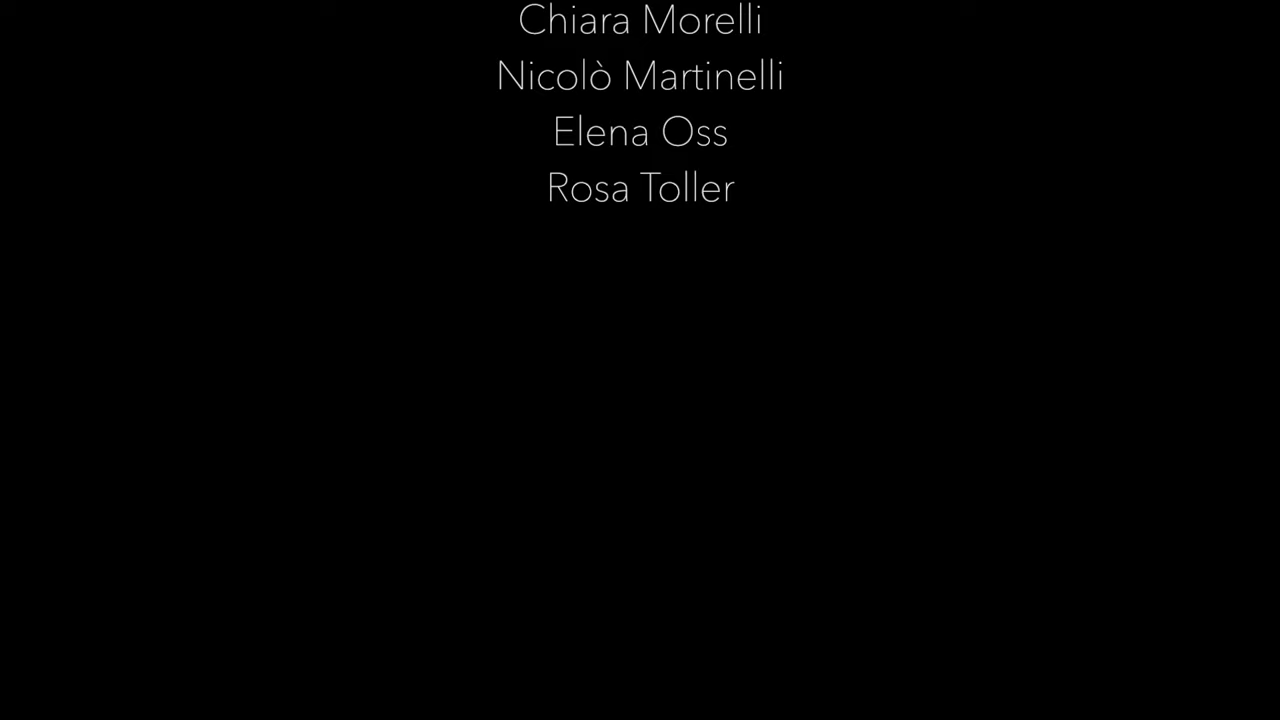 Chiara Morelli
Nicolò Martinelli
Elena Oss
Rosa Toller